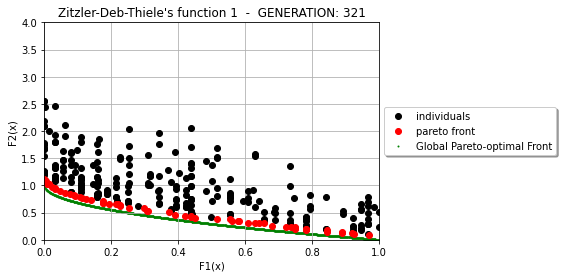 Zitzler-Deb-Thiele's function 1 - GENERATION: 321
4.0
3.5
3.0
2.5
2.0
1.5
1.0
0.5
0.0
F2(x)
0.0 0.2 0.4 0.6 0.8 1.0
F1(x)
individuals
pareto front
Global Pareto-optimal Front